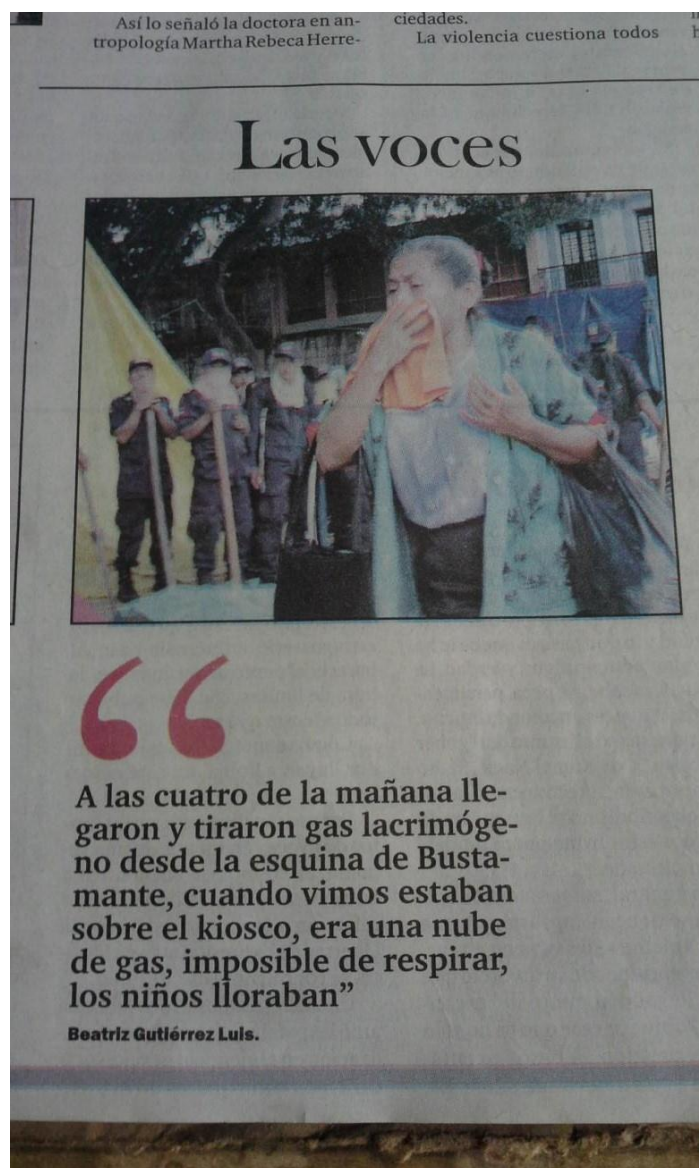 Así lo señaló la doctora en an-
tropología Martha Rebeca Herre-
ciedades.
La violencia cuestiona todos
Las voces
“
A las cuatro de la mañana lle-
garon y tiraron gas lacrimóge-
no desde la esquina de Busta-
mante, cuando vimos estaban
sobre el kiosco, era una nube
de gas, imposible de respirar,
los niños lloraban”
Beatriz Gutiérrez Luis.